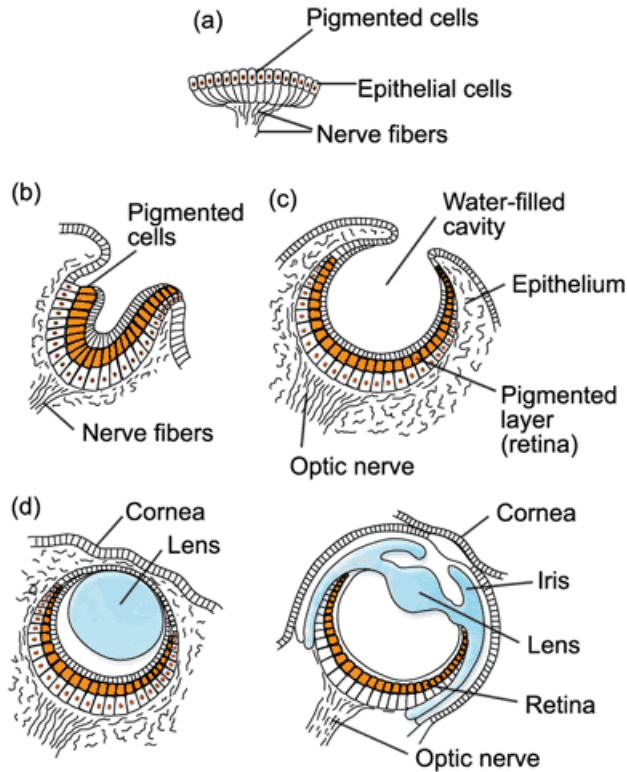 (a)
Pigmented cells
Epithelial cells
Nerve fibers
(b)
Pigmented
cells
Nerve fibers
(c)
Water-filled
cavity
Epithelium
Pigmented
layer
(retina)
Optic nerve
(d)
Cornea
Lens
Cornea
Iris
Lens
Retina
Optic nerve